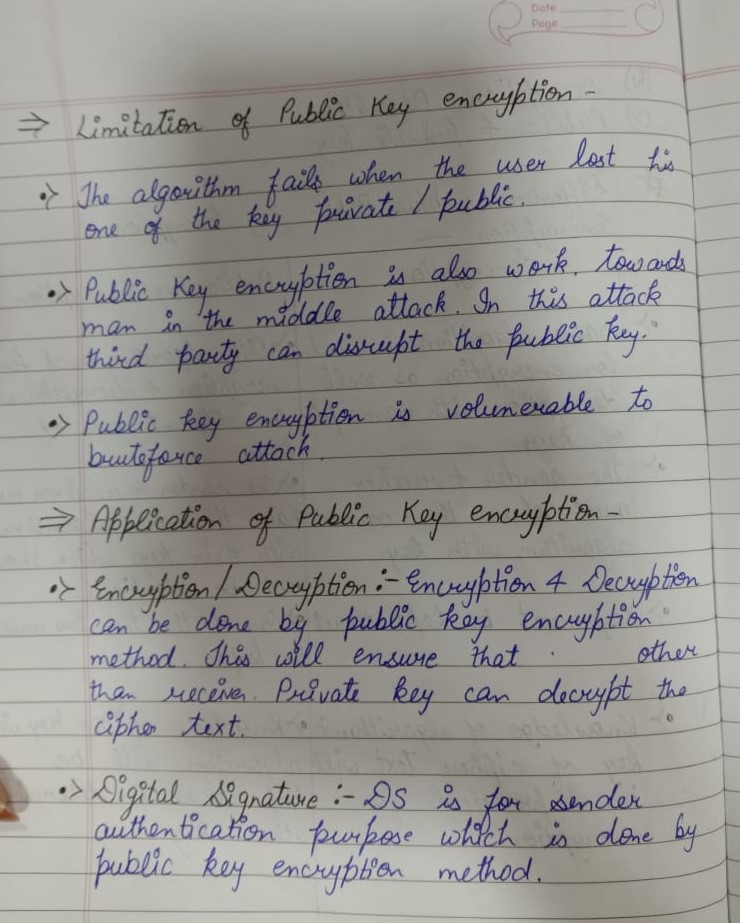 Date
Page
⇒ Limitation of Public Key encryption -
•> The algorithm fails when the user lost his
one of the key private / public.
•> Public Key encryption is also work. towards
man in the middle attack. In this attack
third party can disrupt the public key.
•> Public key encryption is volunerable to
bruteforce attack.
⇒ Application of Public Key encryption -
•> Encryption / Decryption :- Encryption & Decryption
can be done by public key encryption
method. This will ensure that other
than receiver. Private key can decrypt the
cipher text.
•> Digital Signature :- DS is for sender
authentication purpose which is done by
public key encryption method.